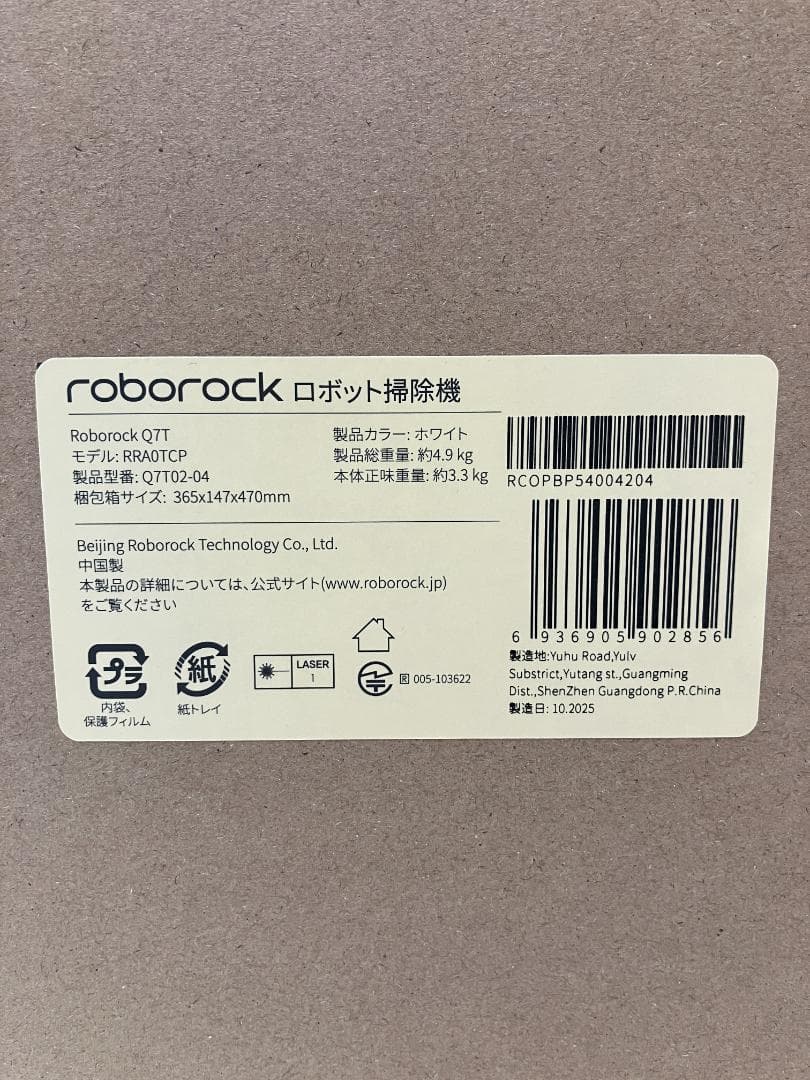 roborock ロボット掃除機
Roborock Q7T
モデル: RRA0TCP
製品型番: Q7T02-04
梱包箱サイズ: 365x147x470mm
製品カラー: ホワイト
製品総重量: 約4.9 kg
本体正味重量: 約3.3 kg
RCOPBP54004204
Beijing Roborock Technology Co., Ltd.
中国製
本製品の詳細については、公式サイト(www.roborock.jp)
をご覧ください
6 936905 902856
プラ
内袋、
保護フィルム
紙
紙トレイ
LASER
1
R 005-103622
製造地:Yuhu Road,Yulv
Substrict,Yutang st.,Guangming
Dist.,ShenZhen Guangdong P.R.China
製造日: 10.2025